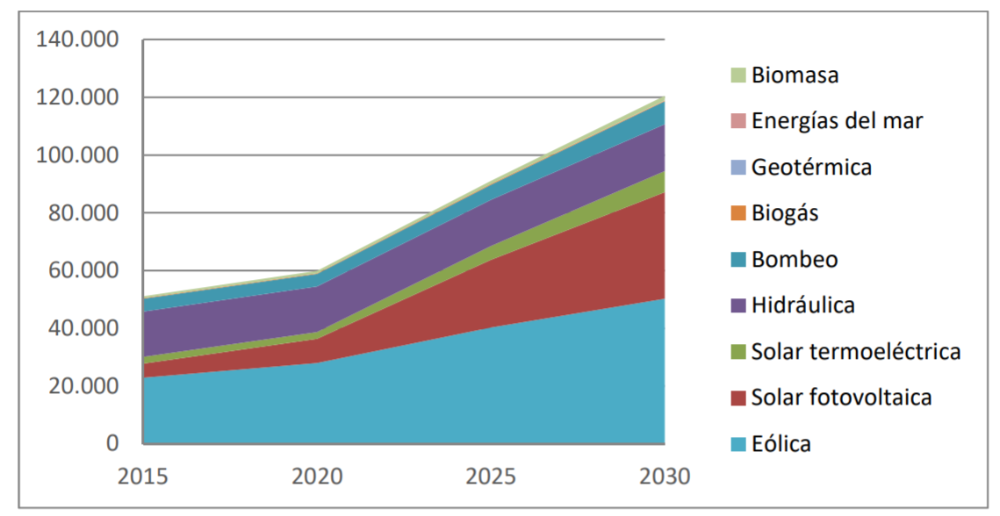 140.000
120.000
100.000
80.000
60.000
40.000
20.000
0
2015 2020 2025 2030
Biomasa
Energías del mar
Geotérmica
Biogás
Bombeo
Hidráulica
Solar termoeléctrica
Solar fotovoltaica
Eólica